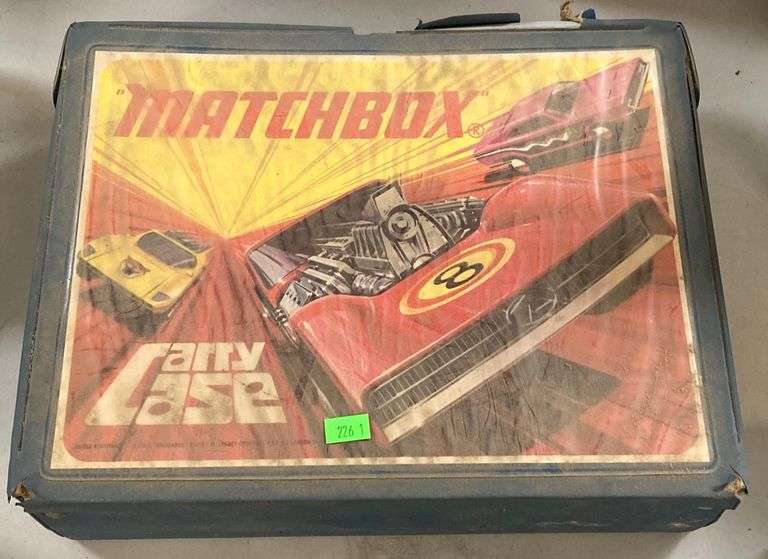 "MATCHBOX"®
8
Carry
Case
226 1